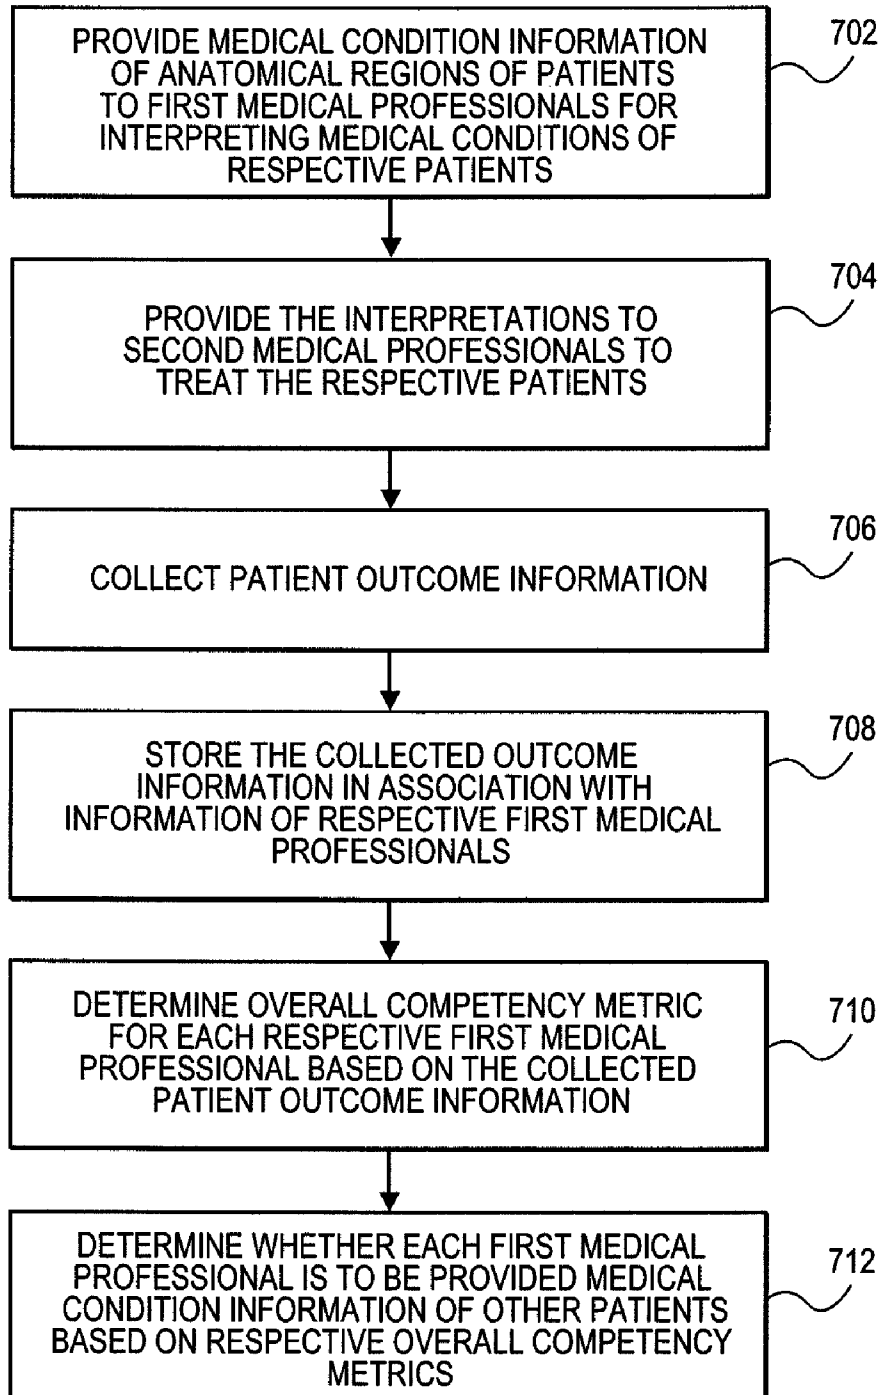 PROVIDE MEDICAL CONDITION INFORMATION
OF ANATOMICAL REGIONS OF PATIENTS
TO FIRST MEDICAL PROFESSIONALS FOR
INTERPRETING MEDICAL CONDITIONS OF
RESPECTIVE PATIENTS
702
PROVIDE THE INTERPRETATIONS TO
SECOND MEDICAL PROFESSIONALS TO
TREAT THE RESPECTIVE PATIENTS
704
COLLECT PATIENT OUTCOME INFORMATION
706
STORE THE COLLECTED OUTCOME
INFORMATION IN ASSOCIATION WITH
INFORMATION OF RESPECTIVE FIRST MEDICAL
PROFESSIONALS
708
DETERMINE OVERALL COMPETENCY METRIC
FOR EACH RESPECTIVE FIRST MEDICAL
PROFESSIONAL BASED ON THE COLLECTED
PATIENT OUTCOME INFORMATION
710
DETERMINE WHETHER EACH FIRST MEDICAL
PROFESSIONAL IS TO BE PROVIDED MEDICAL
CONDITION INFORMATION OF OTHER PATIENTS
BASED ON RESPECTIVE OVERALL COMPETENCY
METRICS
712